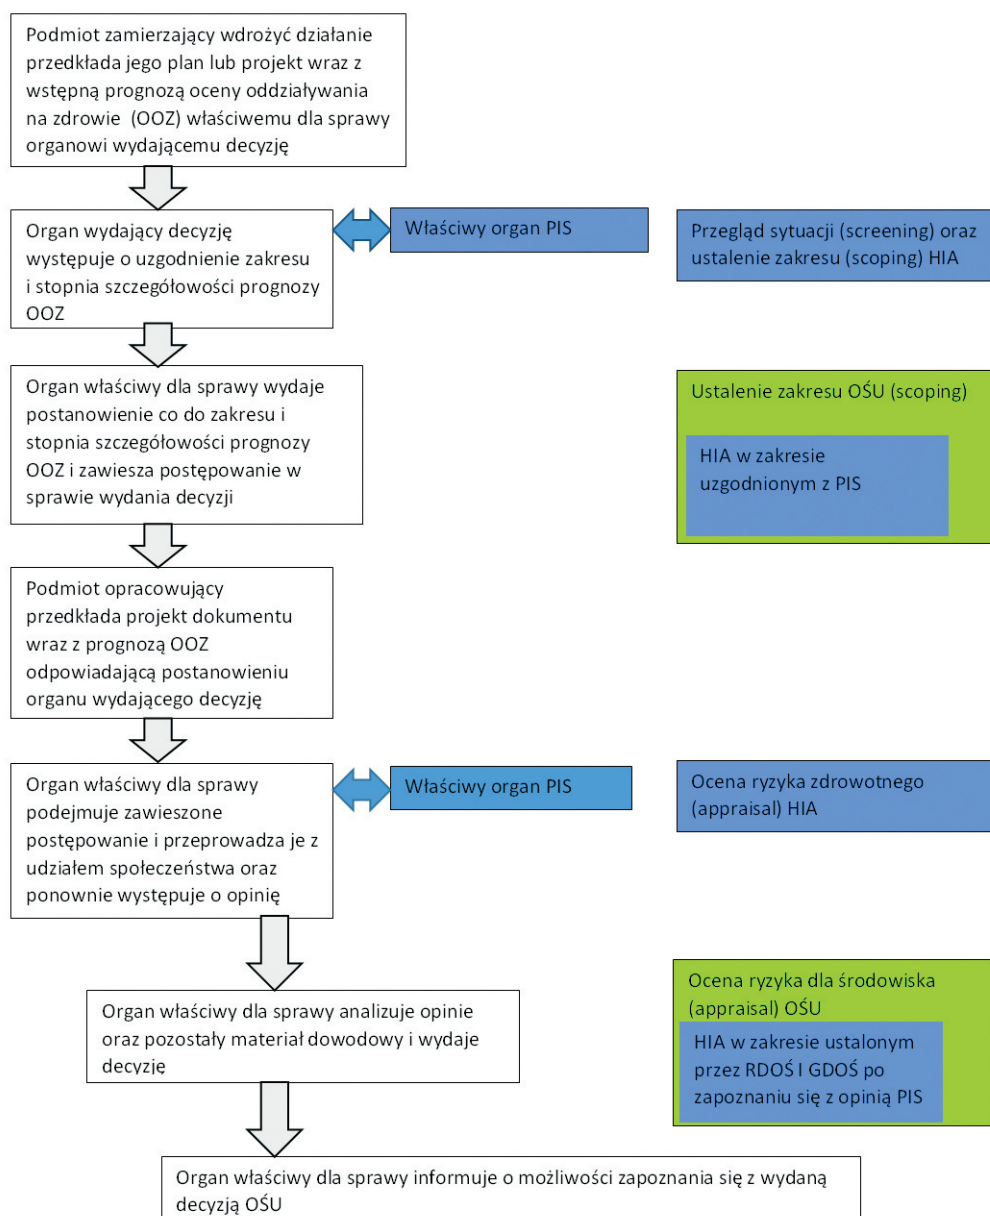 Podmiot zamierzający wdrożyć działanie
przedkłada jego plan lub projekt wraz z
wstępną prognozą oceny oddziaływania
na zdrowie (OOZ) właściwemu dla sprawy
organowi wydającemu decyzję
Organ wydający decyzję
występuje o uzgodnienie zakresu
i stopnia szczegółowości prognozy
OOZ
Właściwy organ PIS
Przegląd sytuacji (screening) oraz
ustalenie zakresu (scoping) HIA
Organ właściwy dla sprawy wydaje
postanowienie co do zakresu i
stopnia szczegółowości prognozy
OOZ i zawiesza postępowanie w
sprawie wydania decyzji
Ustalenie zakresu OŚU (scoping)
HIA w zakresie
uzgodnionym z PIS
Podmiot opracowujący
przedkłada projekt dokumentu
wraz z prognozą OOZ
odpowiadającą postanowieniu
organu wydającego decyzję
Organ właściwy dla sprawy
podejmuje zawieszone
postępowanie i przeprowadza je z
udziałem społeczeństwa oraz
ponownie występuje o opinię
Właściwy organ PIS
Ocena ryzyka zdrowotnego
(appraisal) HIA
Organ właściwy dla sprawy analizuje opinie
oraz pozostały materiał dowodowy i wydaje
decyzję
Ocena ryzyka dla środowiska
(appraisal) OŚU
HIA w zakresie ustalonym
przez RDOŚ I GDOŚ po
zapoznaniu się z opinią PIS
Organ właściwy dla sprawy informuje o możliwości zapoznania się z wydaną
decyzją OŚU